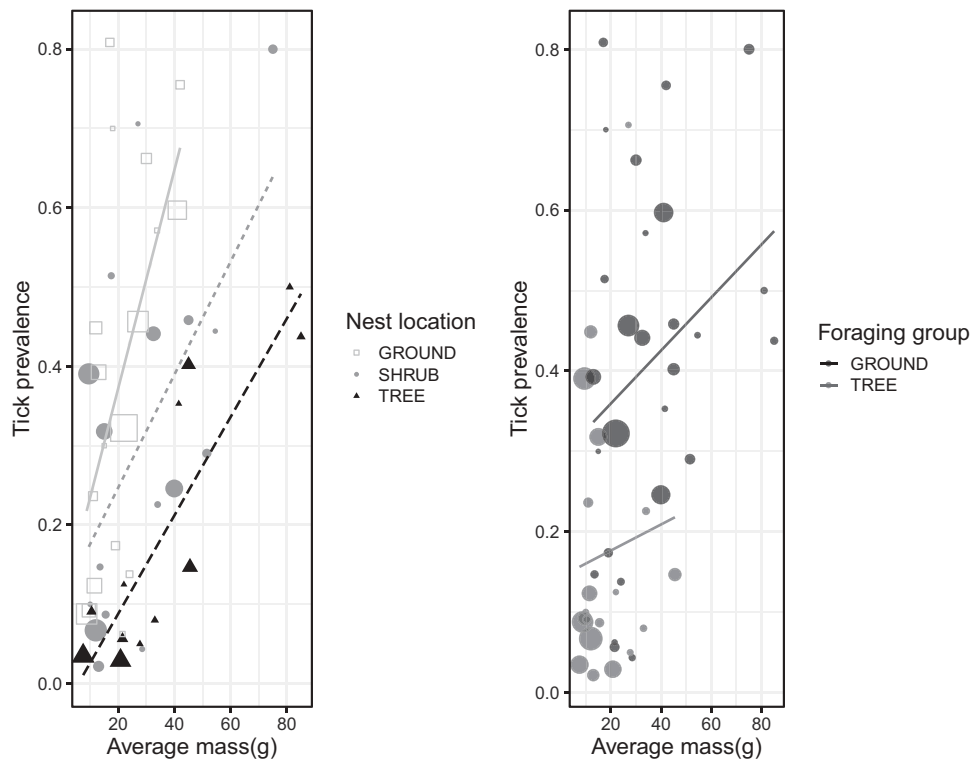 0.8
0.6
0.4
0.2
0.0
Tick prevalence
20 40 60 80
Average mass(g)
Nest location
GROUND
SHRUB
TREE
0.8
0.6
0.4
0.2
0.0
Tick prevalence
20 40 60 80
Average mass(g)
Foraging group
GROUND
TREE